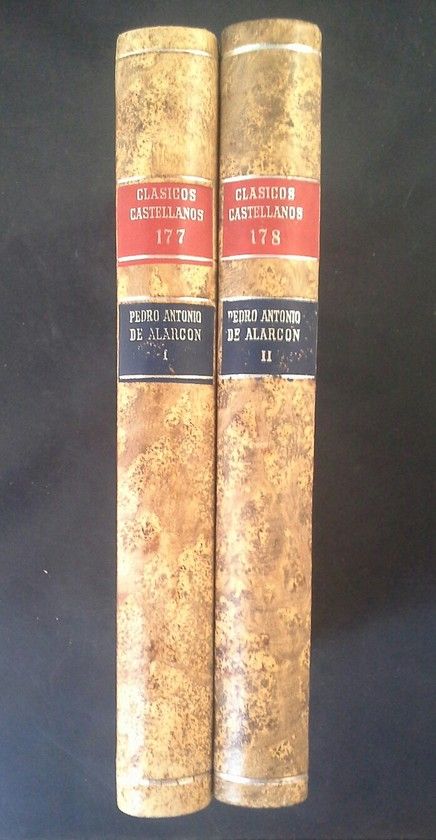 CLASICOS
CASTELLANOS
177
PEDRO ANTONIO
DE ALARCON
I
CLASICOS
CASTELLANOS
178
PEDRO ANTONIO
DE ALARCON
II